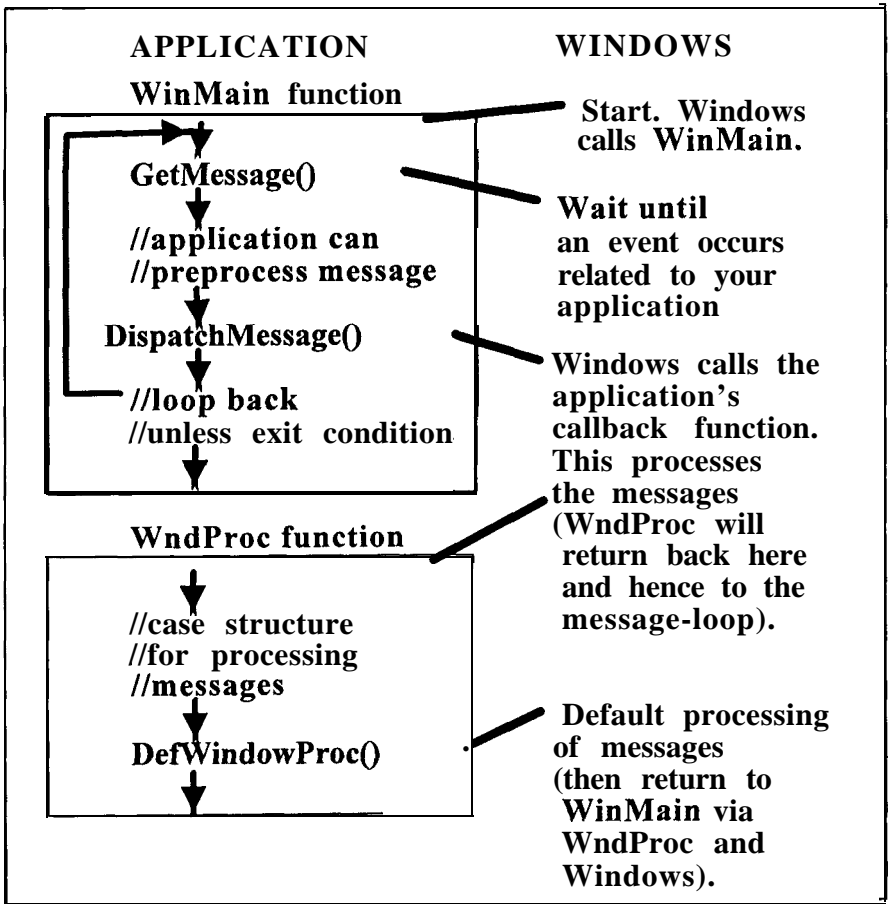 APPLICATION
WinMain function
GetMessage()
//application can
//preprocess message
DispatchMessage()
//loop back
//unless exit condition
WndProc function
//case structure
//for processing
//messages
DefWindowProc()
WINDOWS
Start. Windows
calls WinMain.
Wait until
an event occurs
related to your
application
Windows calls the
application's
callback function.
This processes
the messages
(WndProc will
return back here
and hence to the
message-loop).
Default processing
of messages
(then return to
WinMain via
WndProc and
Windows).